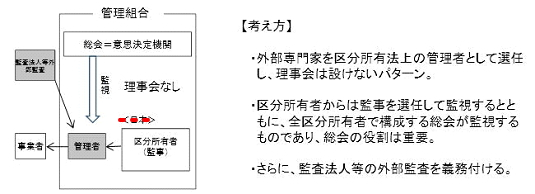 管理組合
総会＝意思決定機関
監査法人等外
部監査
監視
理事会なし
事業者
管理者
区分所有者
（監事）
【考え方】
・外部専門家を区分所有法上の管理者として選任
し、理事会は設けないパターン。
・区分所有者からは監事を選任して監視するとと
もに、全区分所有者で構成する総会が監視する
ものであり、総会の役割は重要。
・さらに、監査法人等の外部監査を義務付ける。